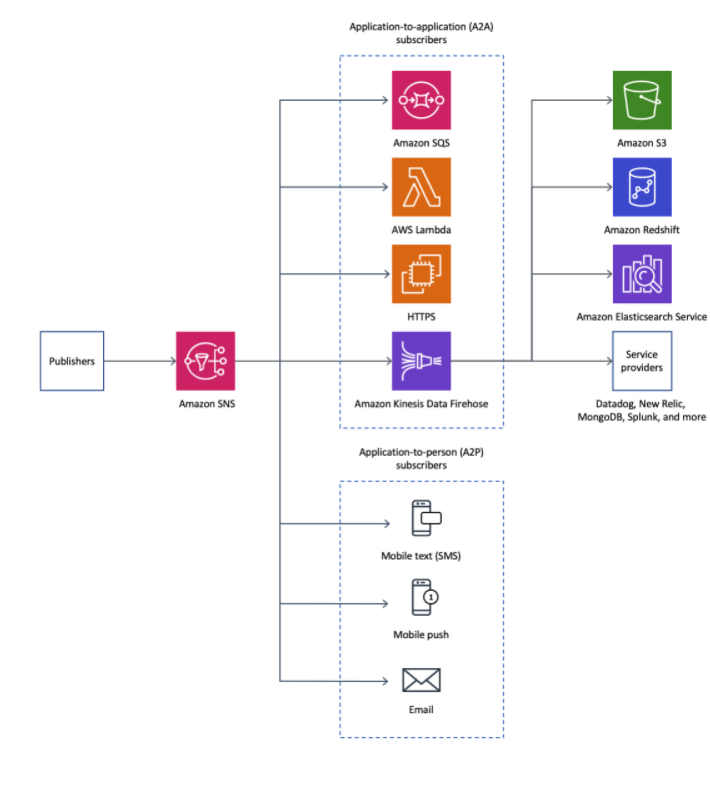 Application-to-application (A2A)
subscribers
Amazon SQS
Amazon S3
AWS Lambda
Amazon Redshift
HTTPS
Amazon Elasticsearch Service
Publishers
Service
providers
Amazon SNS
Amazon Kinesis Data Firehose
Datadog, New Relic,
MongoDB, Splunk, and more
Application-to-person (A2P)
subscribers
Mobile text (SMS)
1
Mobile push
Email